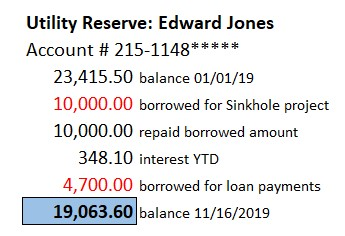 Utility Reserve: Edward Jones
Account # 215-1148*****
23,415.50 balance 01/01/19
10,000.00 borrowed for Sinkhole project
10,000.00 repaid borrowed amount
348.10 interest YTD
4,700.00 borrowed for loan payments
19,063.60 balance 11/16/2019